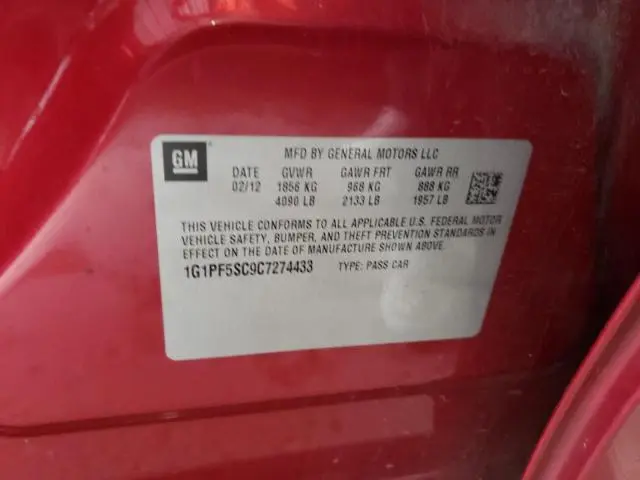 GM
MFD BY GENERAL MOTORS LLC
DATE GVWR GAWR FRT GAWR RR
02/12 1856 KG 968 KG 888 KG
4090 LB 2133 LB 1957 LB
THIS VEHICLE CONFORMS TO ALL APPLICABLE U.S. FEDERAL MOTOR
VEHICLE SAFETY, BUMPER, AND THEFT PREVENTION STANDARDS IN
EFFECT ON THE DATE OF MANUFACTURE SHOWN ABOVE.
1G1PF5SC9C7274433 TYPE: PASS CAR